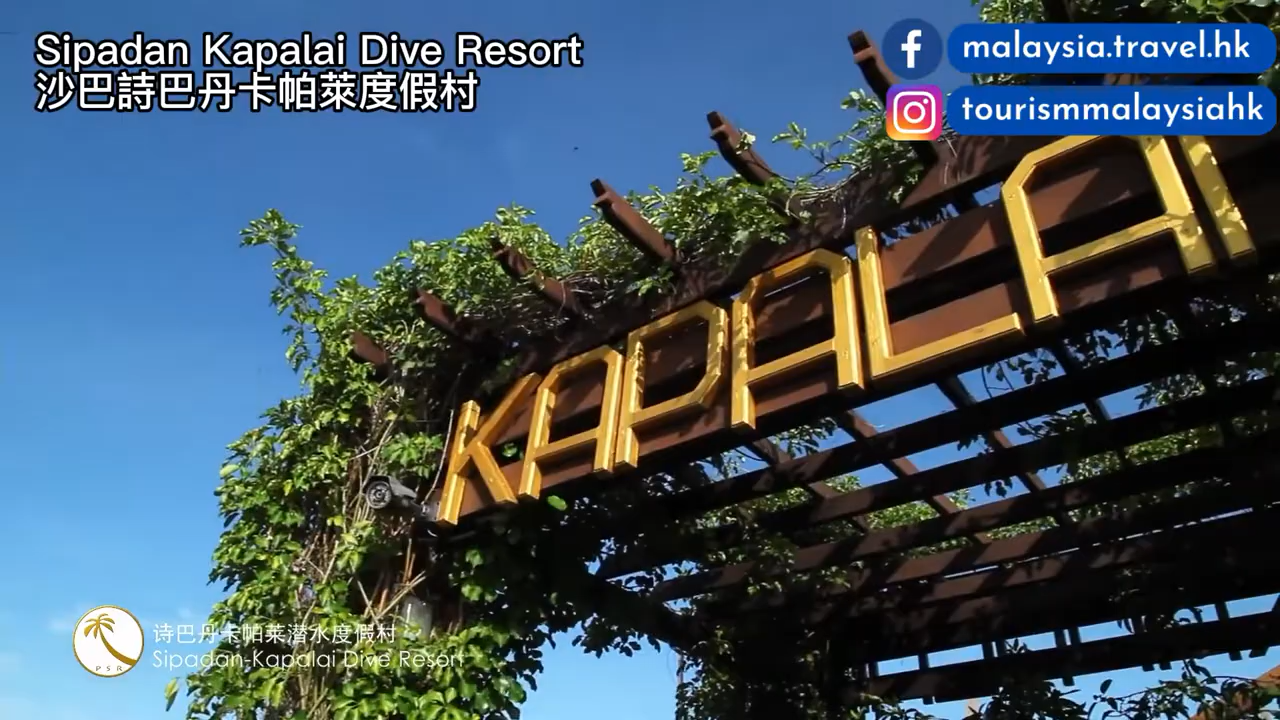 Sipadan Kapalai Dive Resort
沙巴詩巴丹卡帕萊度假村
malaysia.travel.hk
tourismmalaysiahk
KAPALAI
诗巴丹卡帕莱潜水度假村
Sipadan-Kapalai Dive Resort
PSR